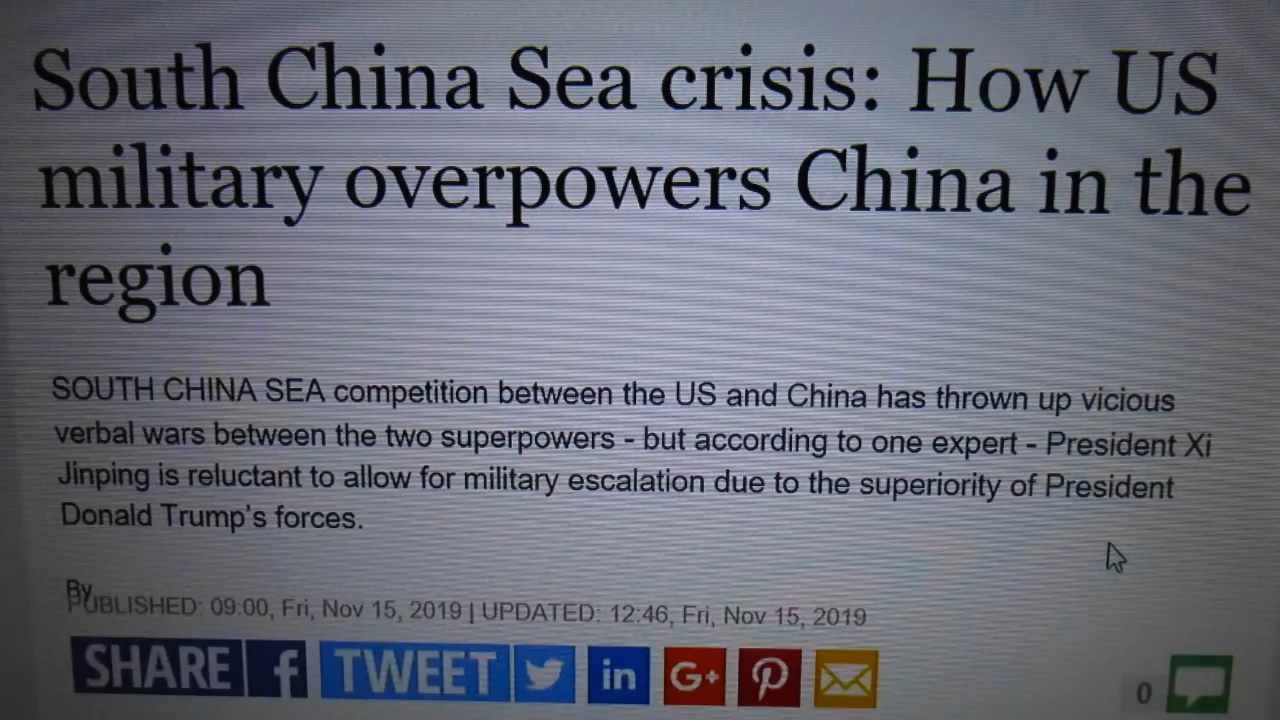 South China Sea crisis: How US
military overpowers China in the
region
SOUTH CHINA SEA competition between the US and China has thrown up vicious
verbal wars between the two superpowers - but according to one expert - President Xi
Jinping is reluctant to allow for military escalation due to the superiority of President
Donald Trump's forces.
By
PUBLISHED: 09:00, Fri, Nov 15, 2019 | UPDATED: 12:46, Fri, Nov 15, 2019
SHARE f TWEET in G+ 0